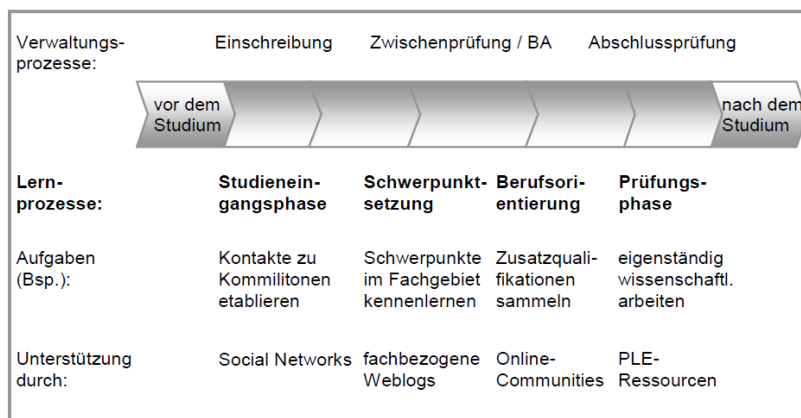 Verwaltungs- Einschreibung Zwischenprüfung / BA Abschlussprüfung
prozesse:
vor dem nach dem
Studium Studium
Lern- Studienein- Schwerpunkt- Berufsori- Prüfungs-
prozesse: gangsphase setzung entierung phase
Aufgaben Kontakte zu Schwerpunkte Zusatzquali- eigenständig
(Bsp.): Kommilitonen im Fachgebiet fikationen wissenschaftl.
etablieren kennenlernen sammeln arbeiten
Unterstützung Social Networks fachbezogene Online- PLE-
durch: Weblogs Communities Ressourcen